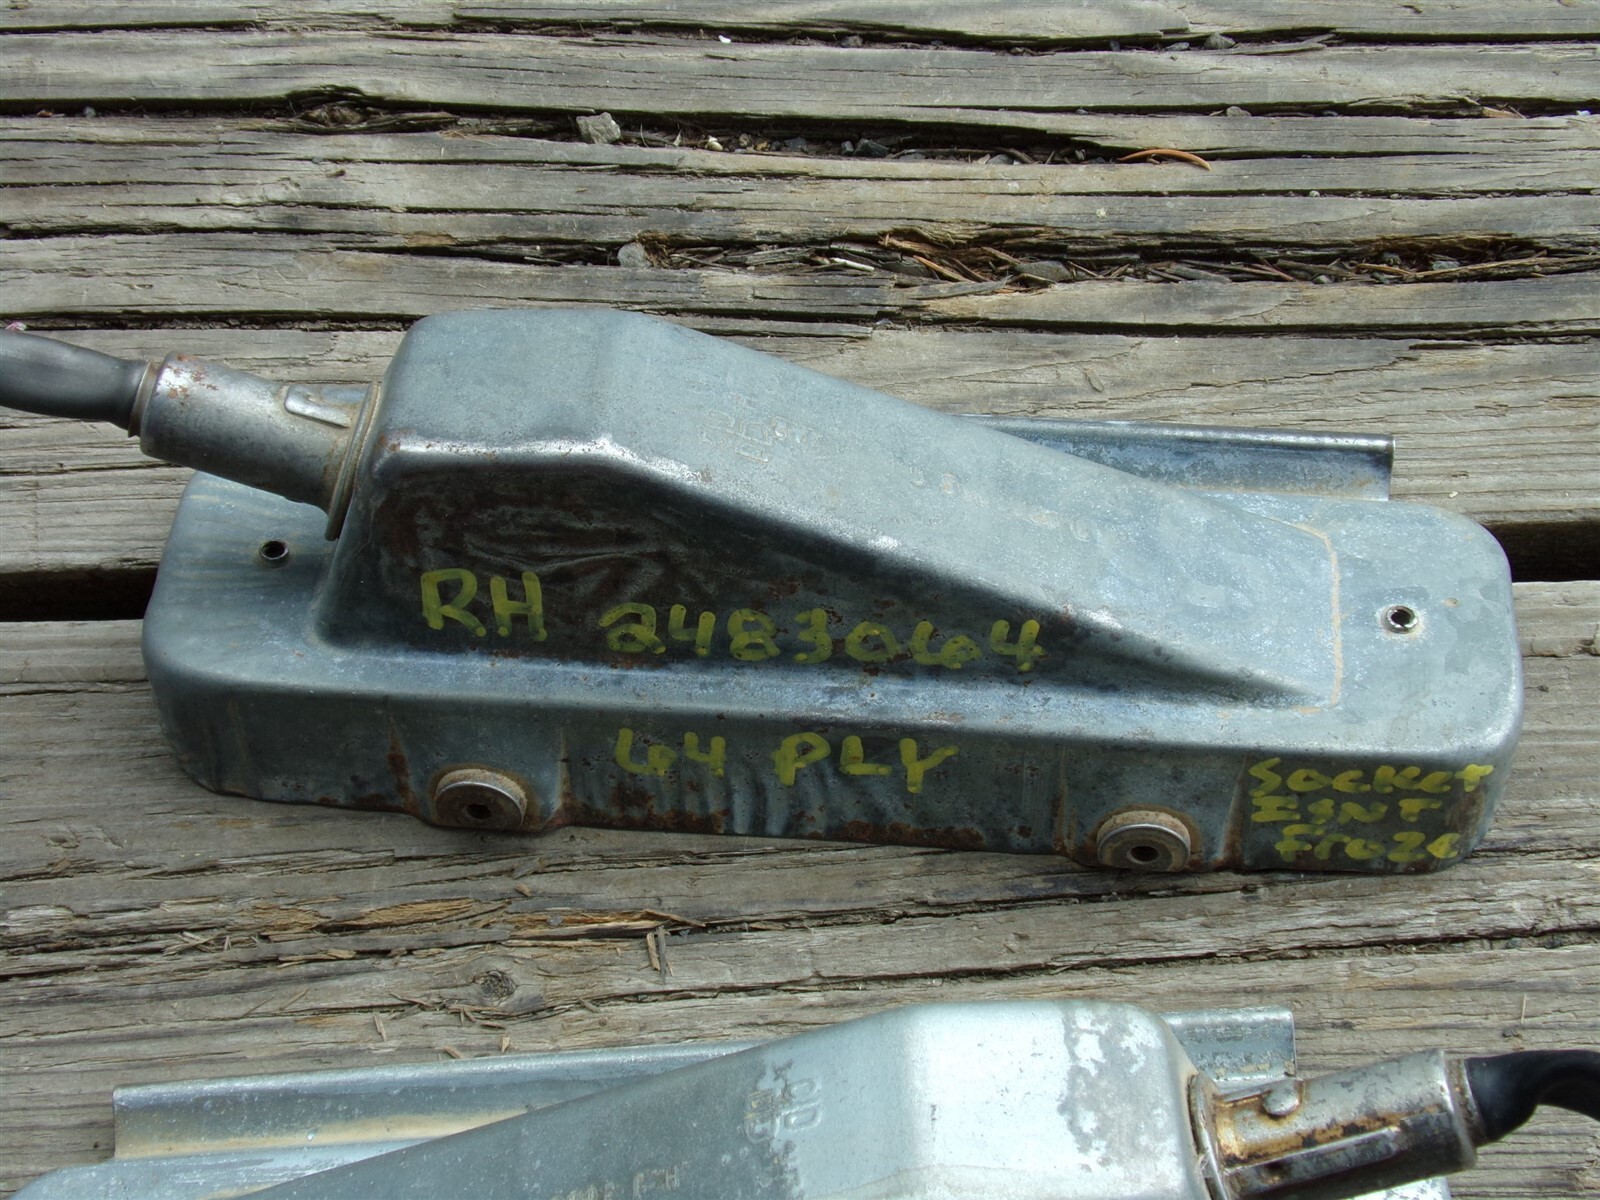 RH 2483064
64 PLY
Socket
ISNT
Froze